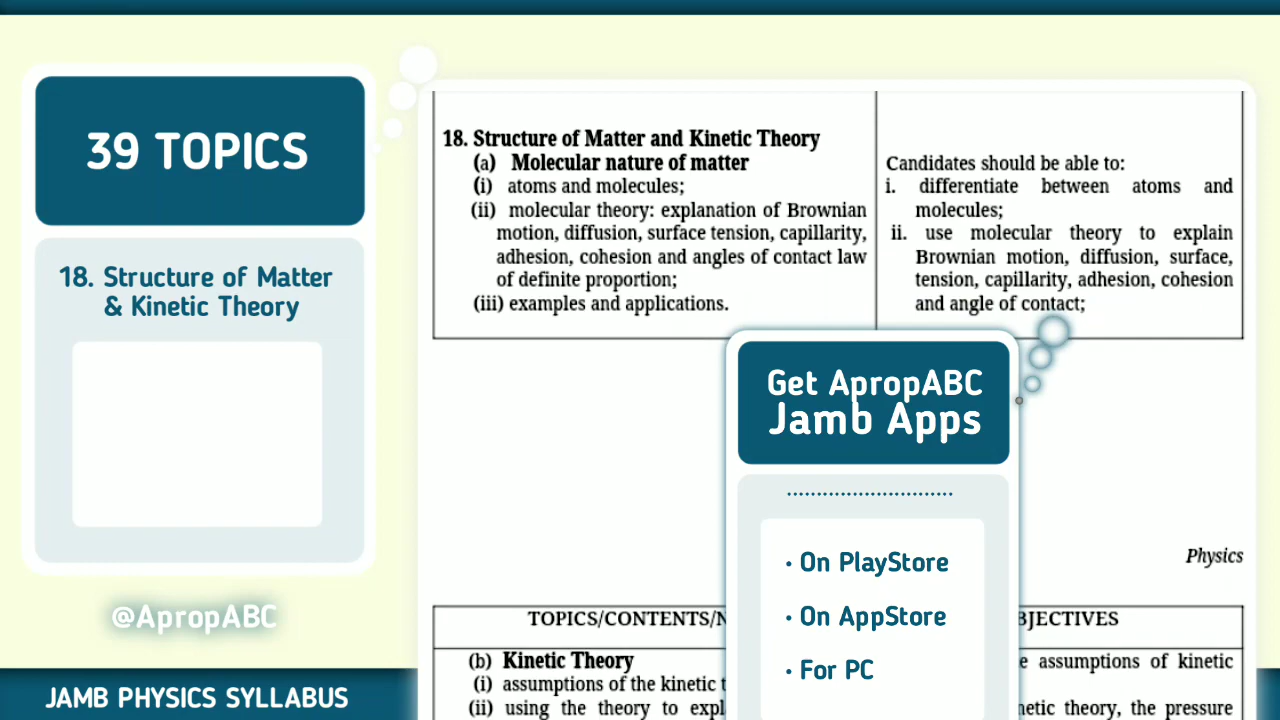 39 TOPICS
18. Structure of Matter
& Kinetic Theory
@ApropABC
JAMB PHYSICS SYLLABUS
18. Structure of Matter and Kinetic Theory
(a) Molecular nature of matter
(i) atoms and molecules;
(ii) molecular theory: explanation of Brownian
motion, diffusion, surface tension, capillarity,
adhesion, cohesion and angles of contact law
of definite proportion;
(iii) examples and applications.
Candidates should be able to:
i. differentiate between atoms and
molecules;
ii. use molecular theory to explain
Brownian motion, diffusion, surface,
tension, capillarity, adhesion, cohesion
and angle of contact;
Get ApropABC
Jamb Apps
On PlayStore
On AppStore
For PC
Physics
TOPICS/CONTENTS/
(b) Kinetic Theory
(i) assumptions of the kinetic
(ii) using the theory to
assumptions of kinetic
theory, the pressure